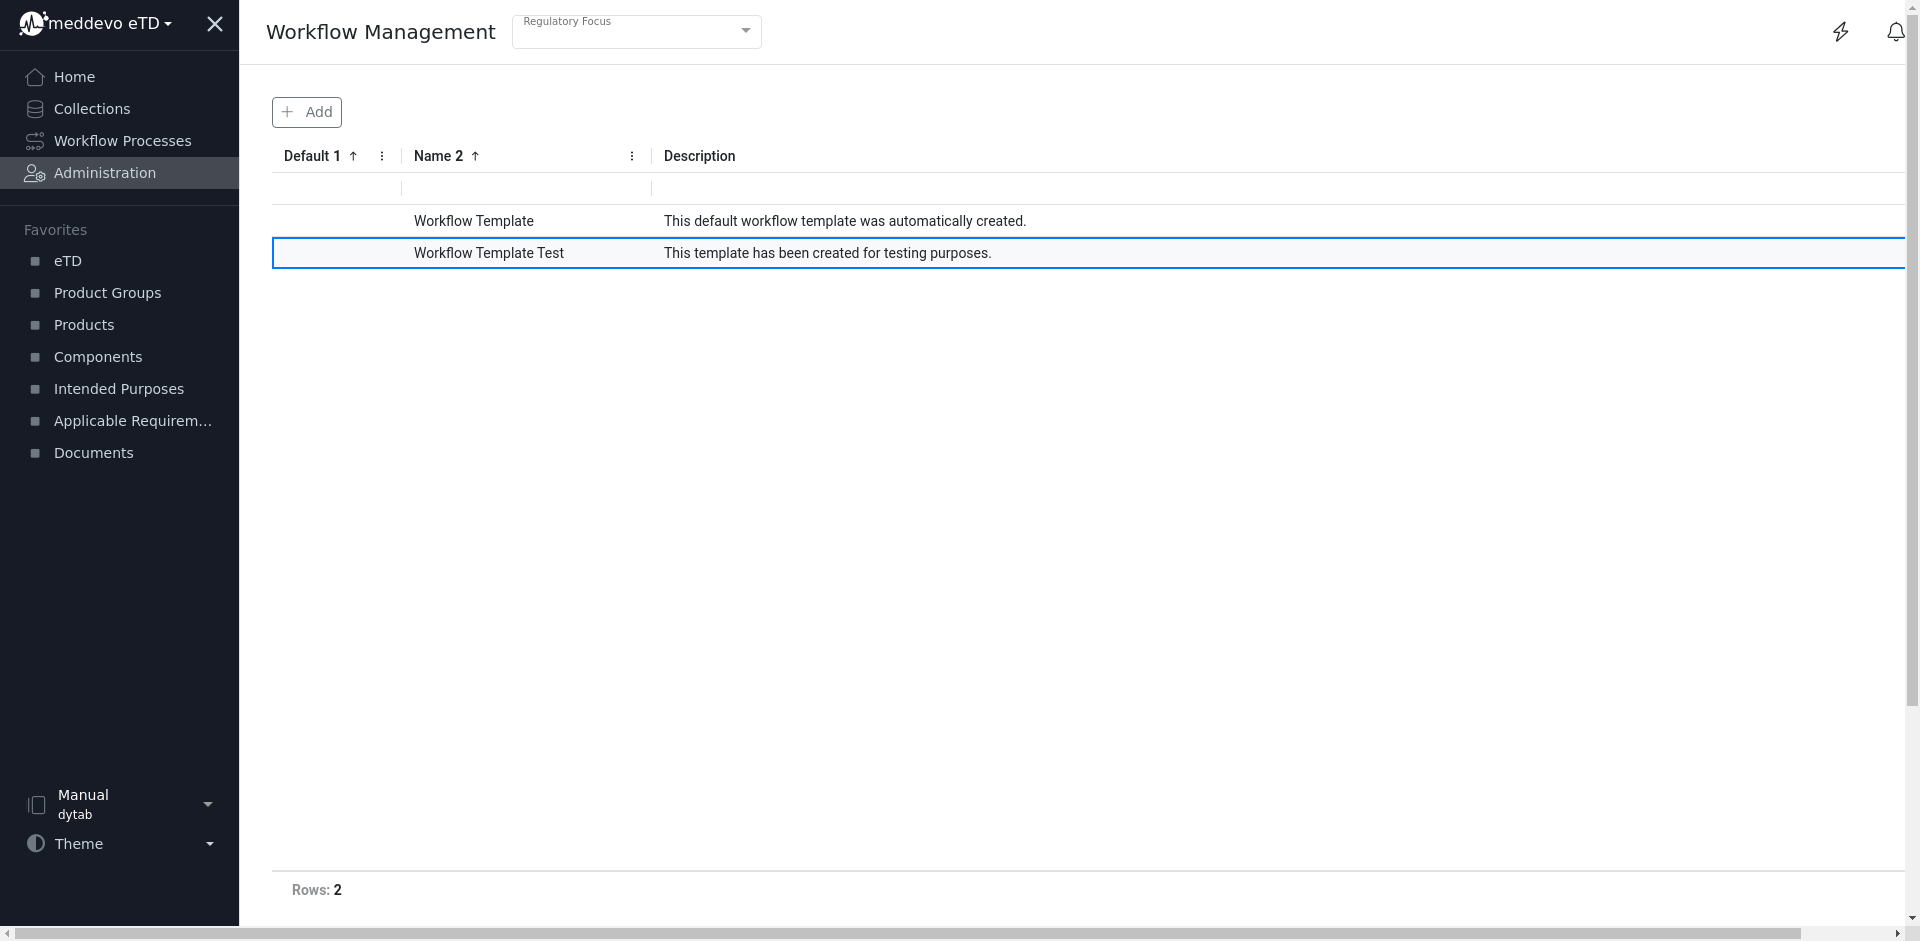 meddevo eTD
Home
Collections
Workflow Processes
Administration
Favorites
eTD
Product Groups
Products
Components
Intended Purposes
Applicable Requirem...
Documents
Manual
dytab
Theme
Workflow Management
Regulatory Focus
Add
Default 1 Name 2 Description
Workflow Template This default workflow template was automatically created.
Workflow Template Test This template has been created for testing purposes.
Rows: 2